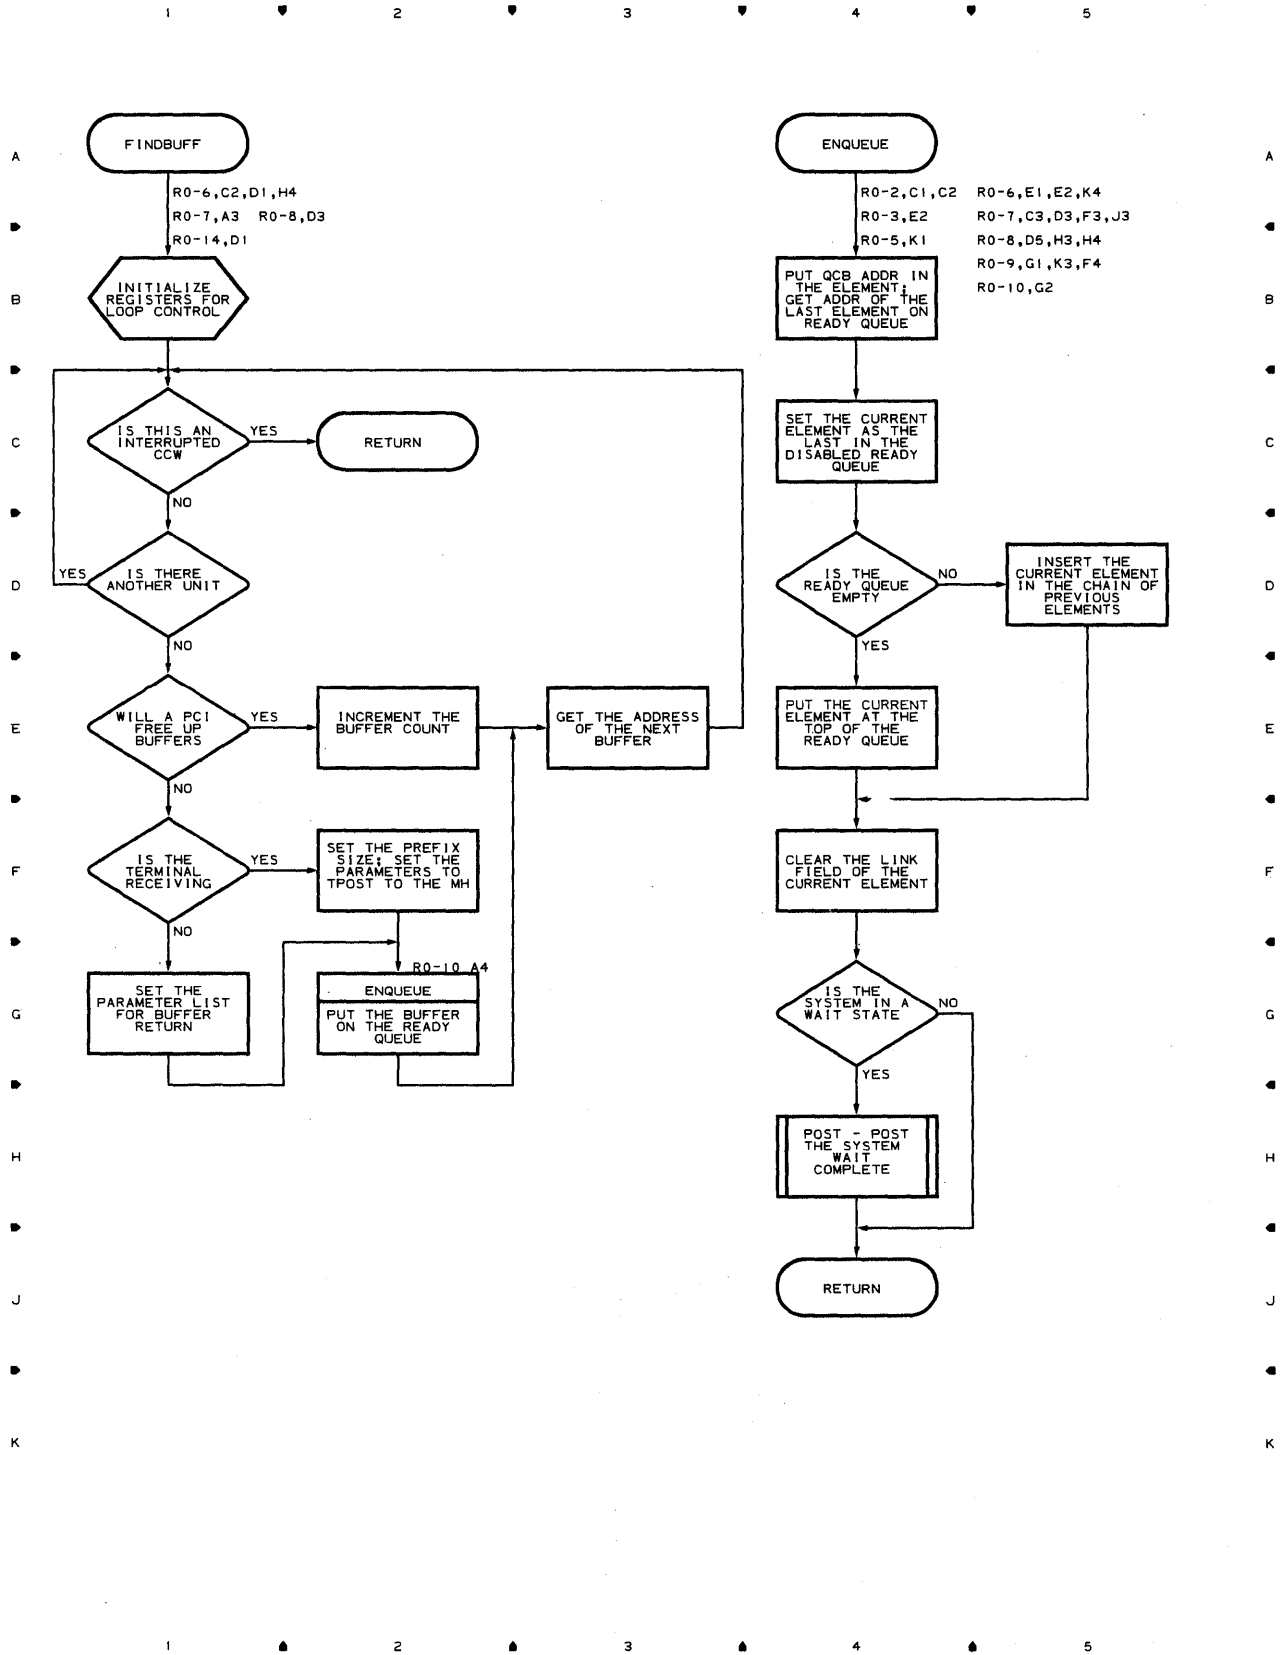 1 2 3 4 5
A
FINDBUFF
R0-6,C2,D1,H4
R0-7,A3 R0-8,D3
R0-14,D1
B
INITIALIZE
REGISTERS FOR
LOOP CONTROL
C
IS THIS AN
INTERRUPTED
CCW
YES
RETURN
NO
D
YES
IS THERE
ANOTHER UNIT
NO
E
WILL A PCI
FREE UP
BUFFERS
YES
INCREMENT THE
BUFFER COUNT
GET THE ADDRESS
OF THE NEXT
BUFFER
NO
F
IS THE
TERMINAL
RECEIVING
YES
SET THE PREFIX
SIZE; SET THE
PARAMETERS TO
TPOST TO THE MH
NO
G
SET THE
PARAMETER LIST
FOR BUFFER
RETURN
R0-10 A4
ENQUEUE
PUT THE BUFFER
ON THE READY
QUEUE
H
J
K
ENQUEUE
A
R0-2,C1,C2 R0-6,E1,E2,K4
R0-3,E2 R0-7,C3,D3,F3,J3
R0-5,K1 R0-8,D5,H3,H4
R0-9,G1,K3,F4
R0-10,G2
PUT QCB ADDR IN
THE ELEMENT;
GET ADDR OF THE
LAST ELEMENT ON
READY QUEUE
B
SET THE CURRENT
ELEMENT AS THE
LAST IN THE
DISABLED READY
QUEUE
C
IS THE
READY QUEUE
EMPTY
NO
INSERT THE
CURRENT ELEMENT
IN THE CHAIN OF
PREVIOUS
ELEMENTS
D
YES
PUT THE CURRENT
ELEMENT AT THE
TOP OF THE
READY QUEUE
E
CLEAR THE LINK
FIELD OF THE
CURRENT ELEMENT
F
IS THE
SYSTEM IN A
WAIT STATE
NO
G
YES
POST - POST
THE SYSTEM
WAIT
COMPLETE
H
RETURN
J
K
1 2 3 4 5